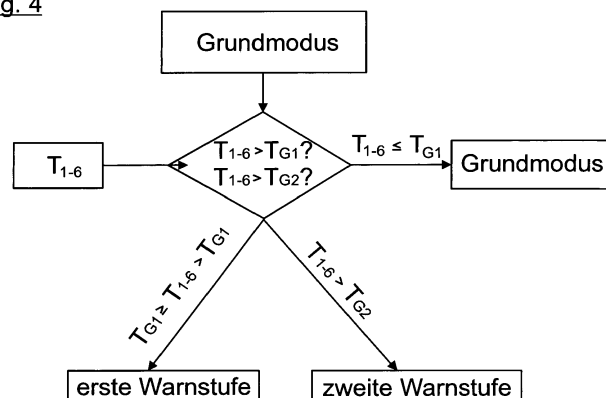 g. 4
Grundmodus
T1-6
T1-6 >TG1?
T1-6 >TG2?
T1-6 ≤ TG1
Grundmodus
TG1 ≥ T1-6 > TG1
T1-6 > TG2
erste Warnstufe
zweite Warnstufe